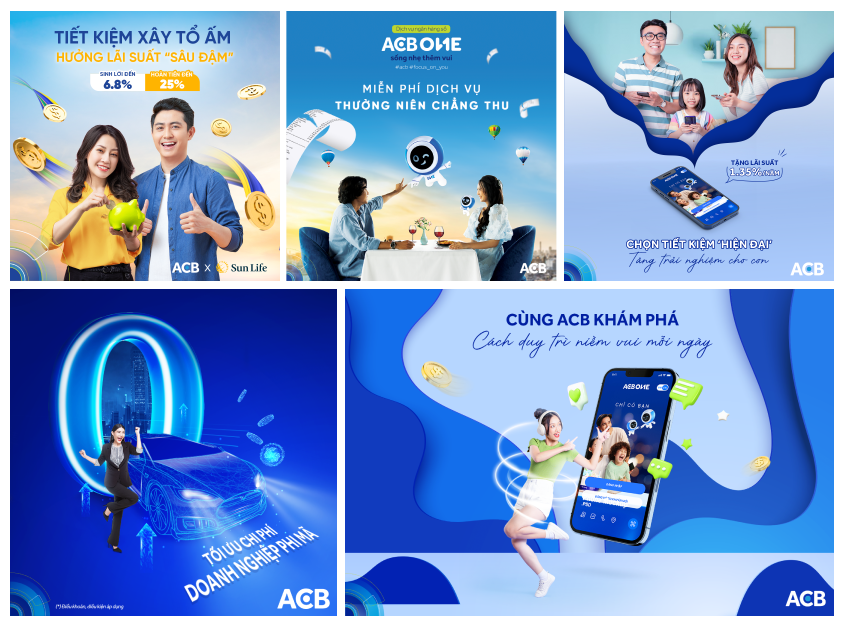 TIẾT KIỆM XÂY TỔ ẤM
HƯỞNG LÃI SUẤT "SÂU ĐẬM"
SINH LỜI ĐẾN
6.8%
HOÀN TIỀN ĐẾN
25%
ACB X Sun Life
Dịch vụ ngân hàng số
ACB ONE
sống nhẹ thêm vui
#acb #focus_on_you
MIỄN PHÍ DỊCH VỤ
THƯỜNG NIÊN CHẲNG THU
ACB
TẶNG LÃI SUẤT
1.35%/NĂM
CHỌN TIẾT KIỆM 'HIỆN ĐẠI'
Tăng trải nghiệm cho con
ACB
0
TỐI ƯU CHI PHÍ
DOANH NGHIỆP PHI MÃ
(*) Điều khoản, điều kiện áp dụng
ACB
CÙNG ACB KHÁM PHÁ
Cách duy trì niềm vui mỗi ngày
ACB ONE
CHỈ CÓ BẠN
ACB